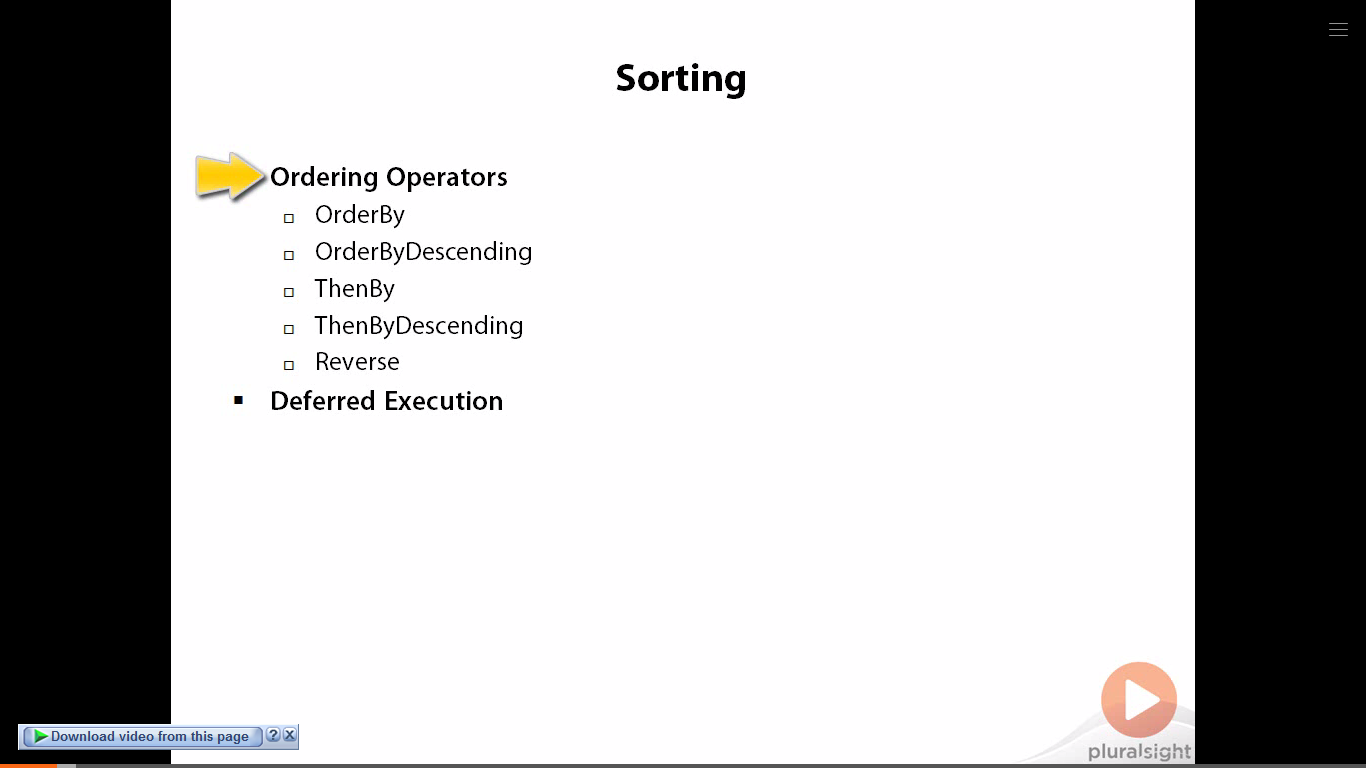 Sorting
Ordering Operators
OrderBy
OrderByDescending
ThenBy
ThenByDescending
Reverse
Deferred Execution
Download video from this page ? X
pluralsight